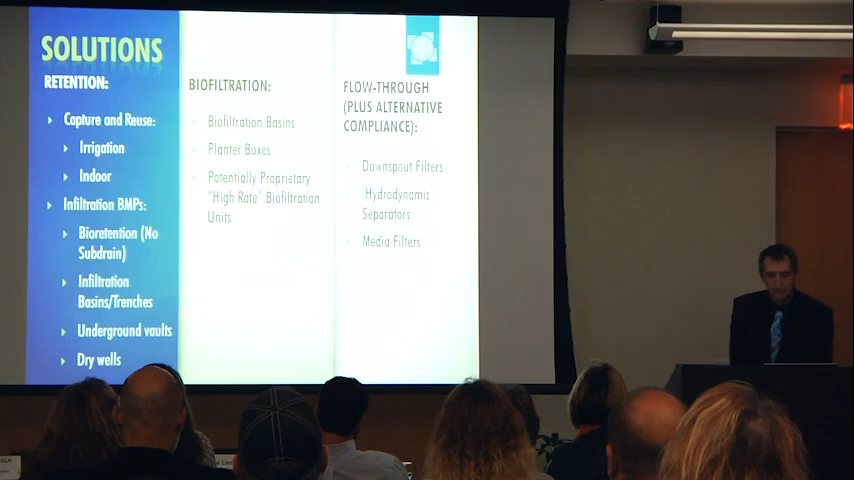 SOLUTIONS
RETENTION:
Capture and Reuse:
Irrigation
Indoor
Infiltration BMPs:
Bioretention (No
Subdrain)
Infiltration
Basins/Trenches
Underground vaults
Dry wells
BIOFILTRATION:
Biofiltration Basins
Planter Boxes
Potentially Proprietary
"High Rate" Biofiltration
Units
FLOW-THROUGH
(PLUS ALTERNATIVE
COMPLIANCE):
Downspout Filters
Hydrodynamic
Separators
Media Filters